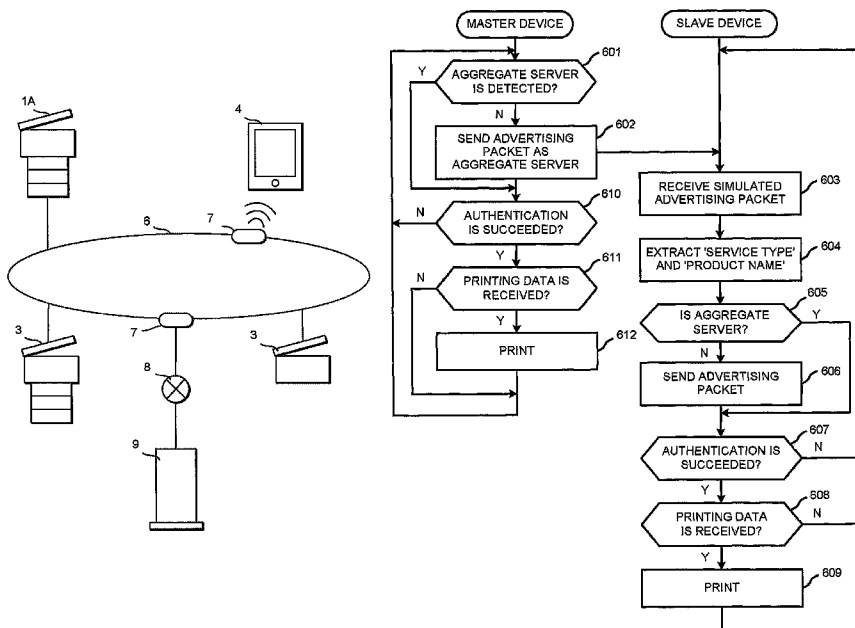 1A
4
6
7
7
3
3
8
9
MASTER DEVICE
601
Y
AGGREGATE SERVER
IS DETECTED?
N
602
SEND ADVERTISING
PACKET AS
AGGREGATE SERVER
610
N
AUTHENTICATION
IS SUCCEEDED?
Y
611
N
PRINTING DATA IS
RECEIVED?
Y
612
PRINT
SLAVE DEVICE
603
RECEIVE SIMULATED
ADVERTISING PACKET
604
EXTRACT 'SERVICE TYPE'
AND 'PRODUCT NAME'
605
IS AGGREGATE
SERVER?
Y
N
606
SEND ADVERTISING
PACKET
607
AUTHENTICATION IS
SUCCEEDED?
N
Y
608
PRINTING DATA
IS RECEIVED?
N
Y
609
PRINT